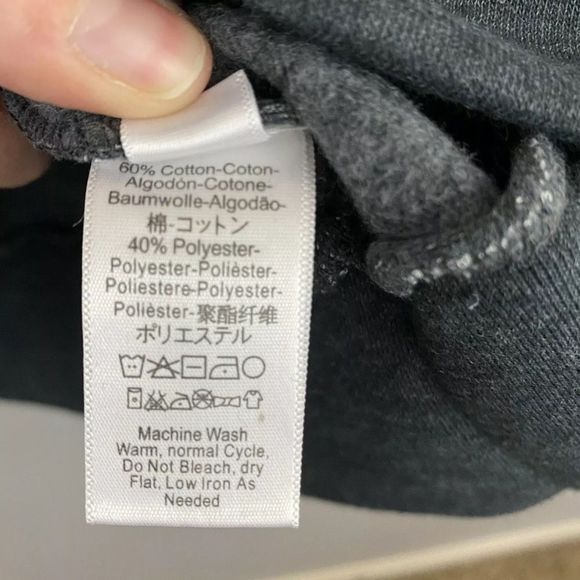 60% Cotton-Coton-
Algodón-Cotone-
Baumwolle-Algodão-
棉-コットン
40% Polyester-
Polyester-Polièster-
Poliestere-Polyester-
Polièster-聚酯纤维
ポリエステル
Machine Wash
Warm, normal Cycle,
Do Not Bleach, dry
Flat, Low Iron As
Needed